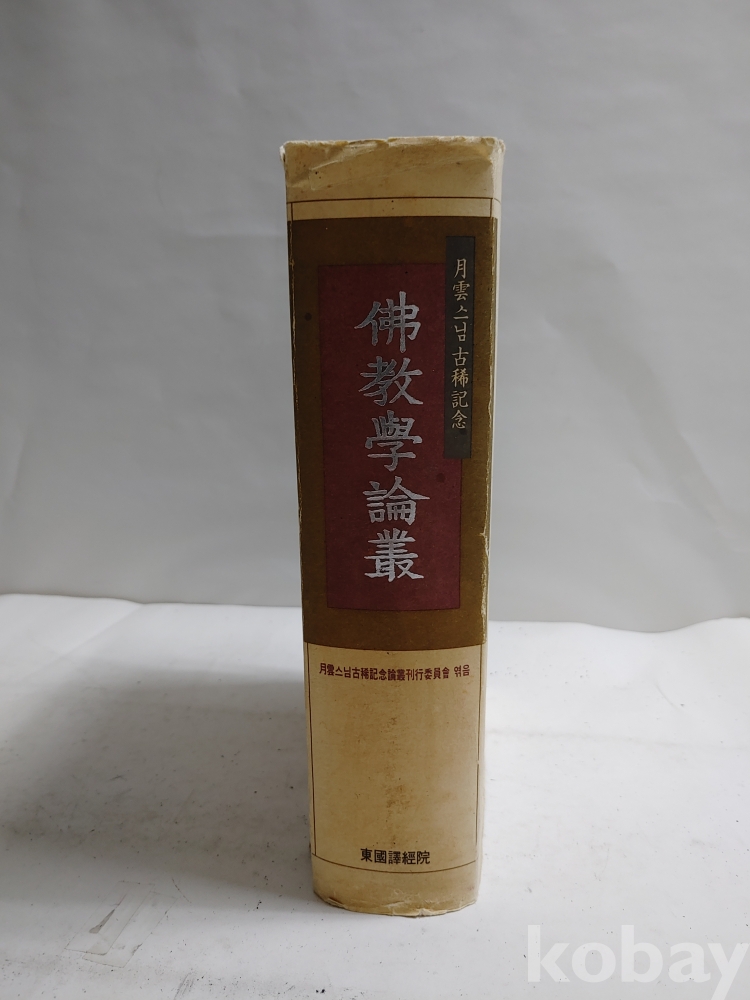 月雲스님 古稀記念
佛教學論叢
月雲스님古稀記念論叢刊行委員會 엮음
東國譯經院
kobay